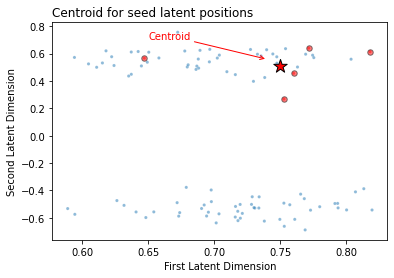 Centroid for seed latent positions
0.8
Centroid
0.6
0.4
0.2
0.0
−0.2
−0.4
−0.6
Second Latent Dimension
0.60 0.65 0.70 0.75 0.80
First Latent Dimension